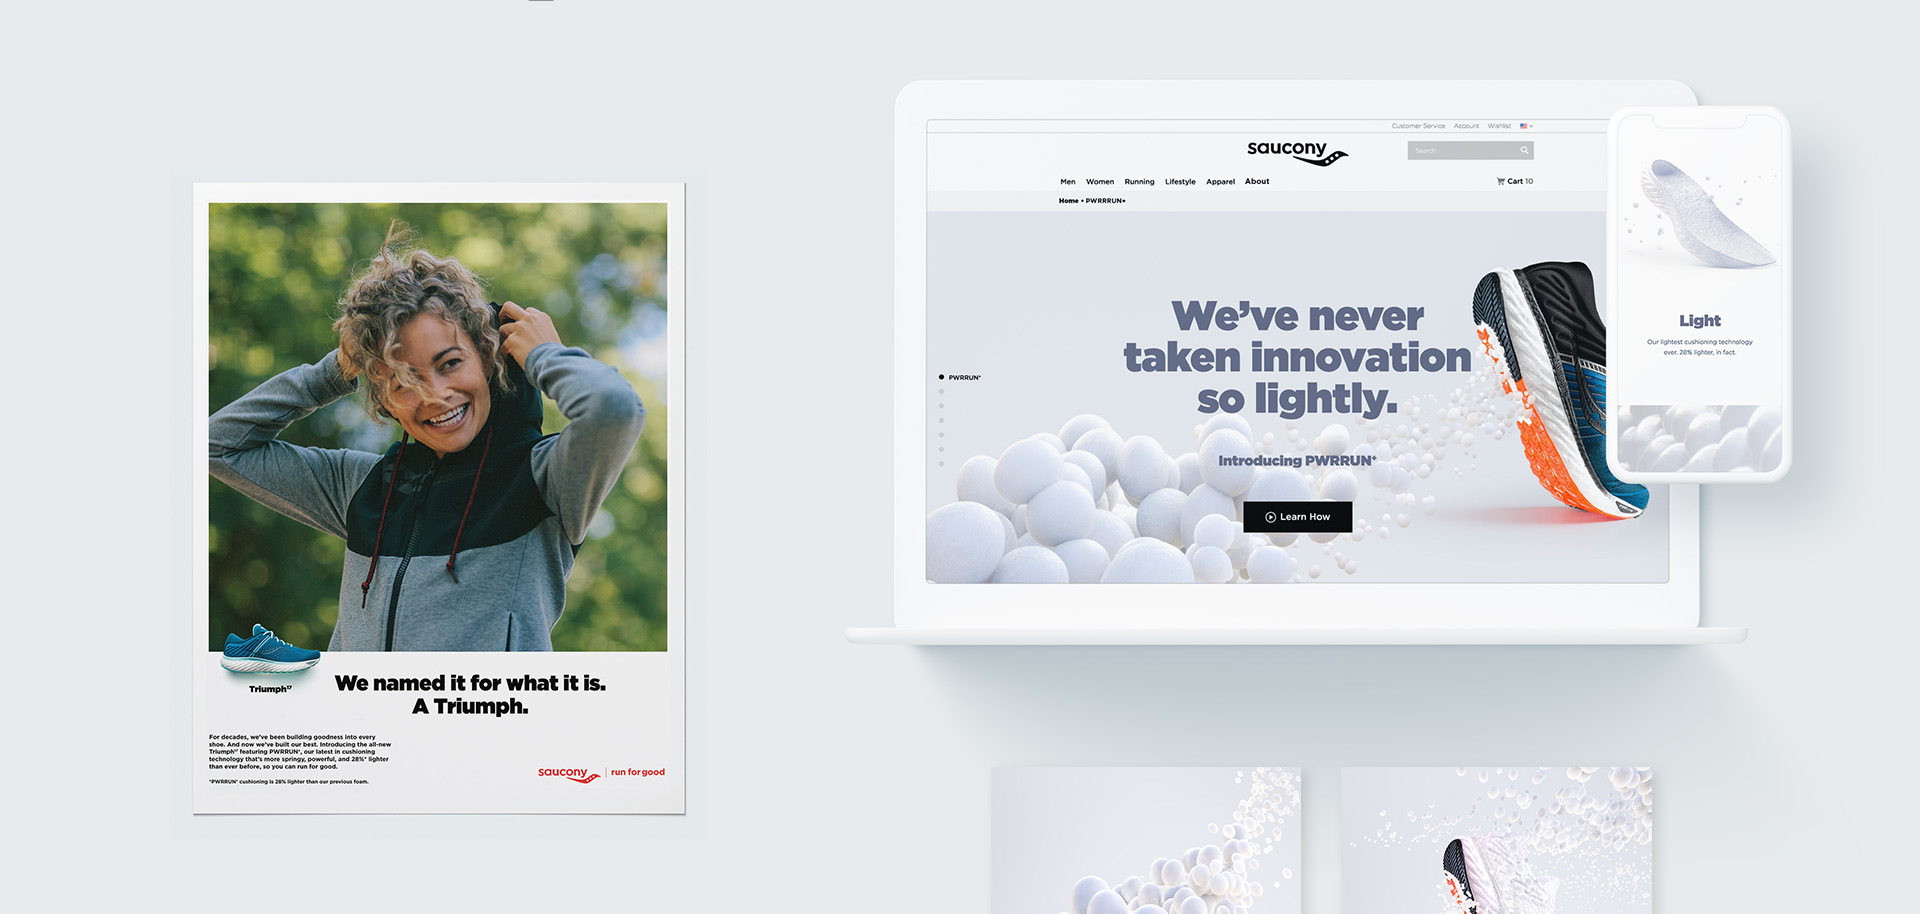 Triumph¹⁷
We named it for what it is.
A Triumph.
For decades, we've been building goodness into every
shoe. And now we've built our best. Introducing the all-new
Triumph¹⁷ featuring PWRRUN⁺, our latest in cushioning
technology that's more springy, powerful, and 28%* lighter
than ever before, so you can run for good.
*PWRRUN⁺ cushioning is 28% lighter than our previous foam.
saucony | run for good
Customer Service Account Wishlist
saucony
Search
Men Women Running Lifestyle Apparel About
Cart 10
Home • PWRRRUN+
We've never
taken innovation
so lightly.
PWRRUN⁺
Introducing PWRRUN⁺
Learn How
Light
Our lightest cushioning technology
ever. 28% lighter, in fact.